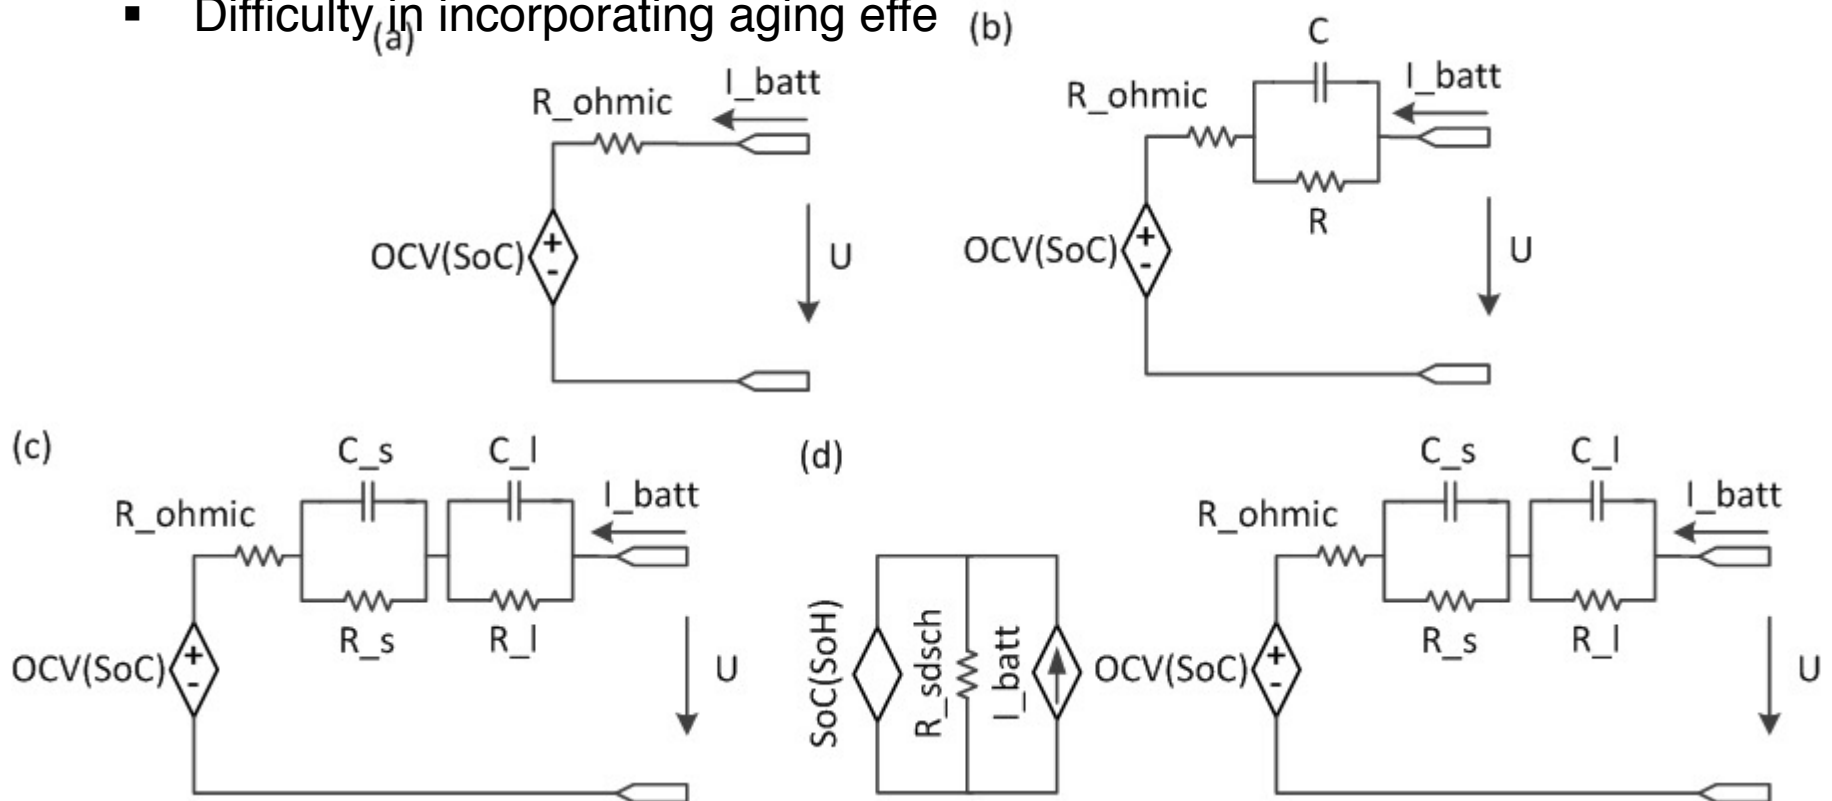 ▪ Difficulty in incorporating aging effe
(a)
I_batt
R_ohmic
OCV(SoC)
+
-
U
(b)
C
I_batt
R_ohmic
R
OCV(SoC)
+
-
U
(c)
C_s
C_l
I_batt
R_ohmic
R_s
R_l
OCV(SoC)
+
-
U
(d)
SoC(SoH)
R_sdsch
I_batt
C_s
C_l
I_batt
R_ohmic
R_s
R_l
OCV(SoC)
+
-
U